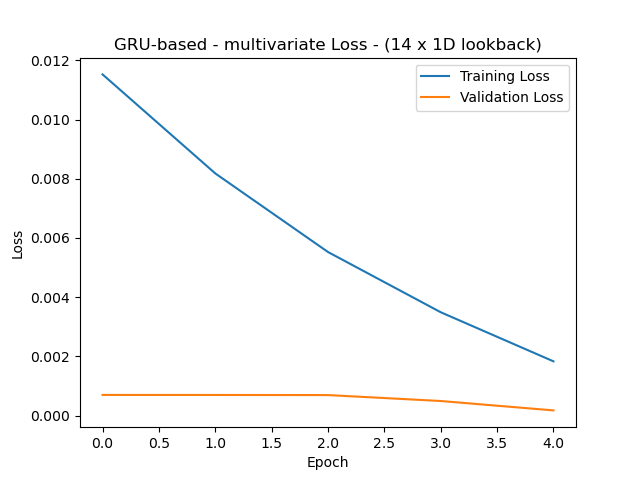 GRU-based - multivariate Loss - (14 x 1D lookback)
Training Loss
Validation Loss
0.012
0.010
0.008
0.006
0.004
0.002
0.000
Loss
0.0 0.5 1.0 1.5 2.0 2.5 3.0 3.5 4.0
Epoch